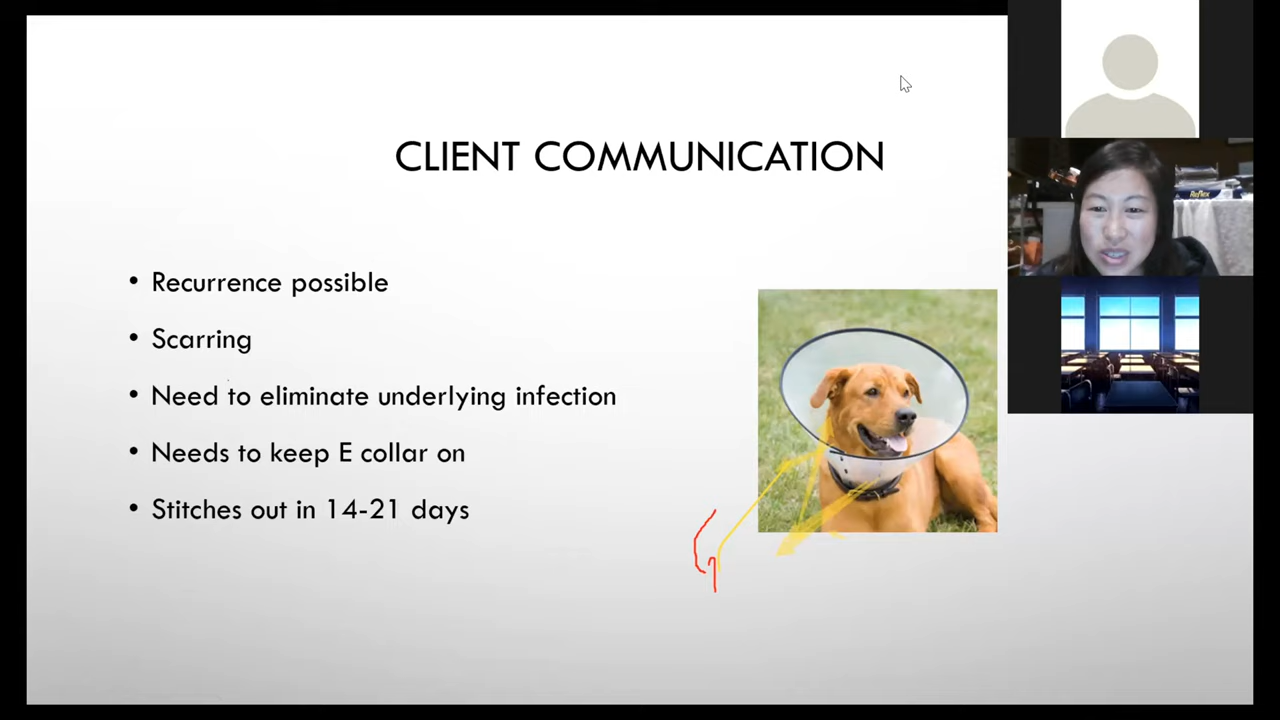 CLIENT COMMUNICATION
• Recurrence possible
• Scarring
• Need to eliminate underlying infection
• Needs to keep E collar on
• Stitches out in 14-21 days
Reflex